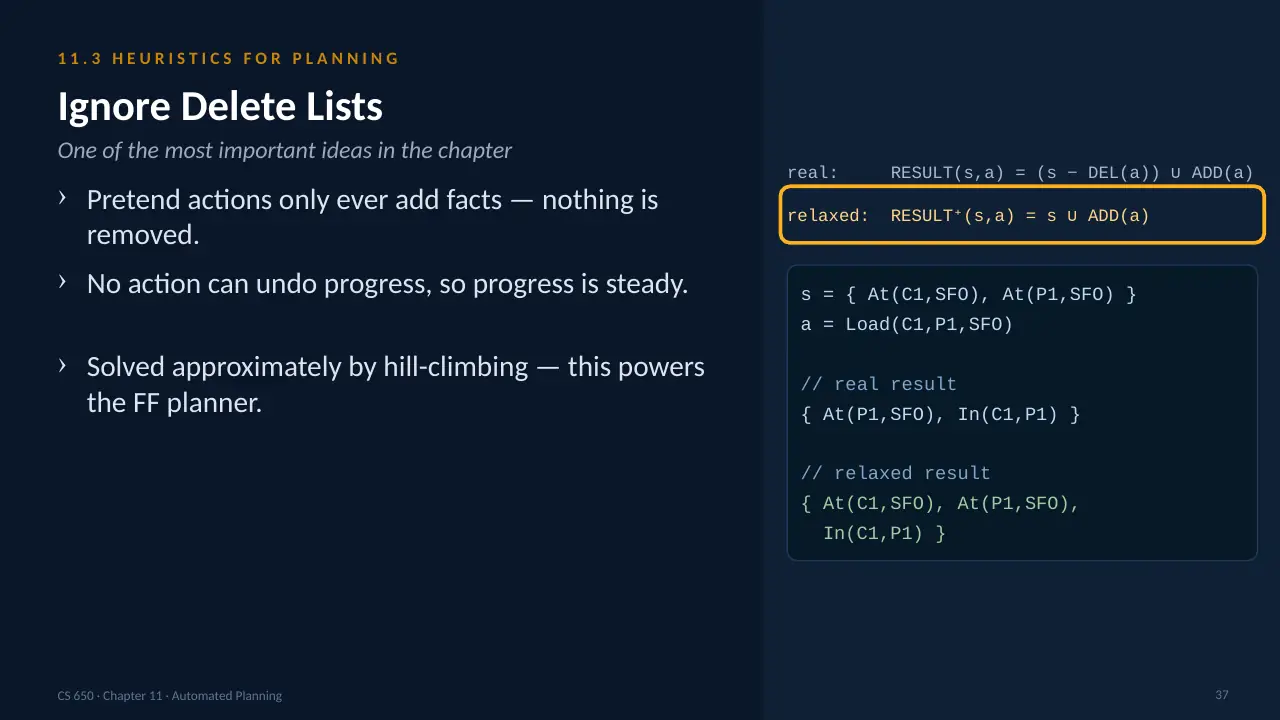 11.3 HEURISTICS FOR PLANNING
Ignore Delete Lists
One of the most important ideas in the chapter
› Pretend actions only ever add facts — nothing is
removed.
› No action can undo progress, so progress is steady.
› Solved approximately by hill-climbing — this powers
the FF planner.
real:     RESULT(s,a) = (s − DEL(a)) ∪ ADD(a)
relaxed:  RESULT⁺(s,a) = s ∪ ADD(a)
s = { At(C1,SFO), At(P1,SFO) }
a = Load(C1,P1,SFO)
// real result
{ At(P1,SFO), In(C1,P1) }
// relaxed result
{ At(C1,SFO), At(P1,SFO),
  In(C1,P1) }
CS 650 · Chapter 11 · Automated Planning
37